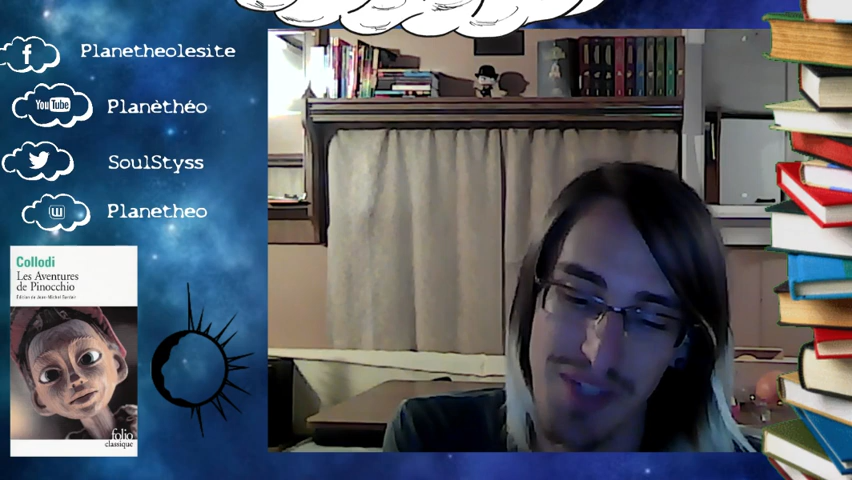 f
Planetheolesite
You Tube
Planèthéo
SoulStyss
w
Planetheo
Collodi
Les Aventures
de Pinocchio
folio
classique